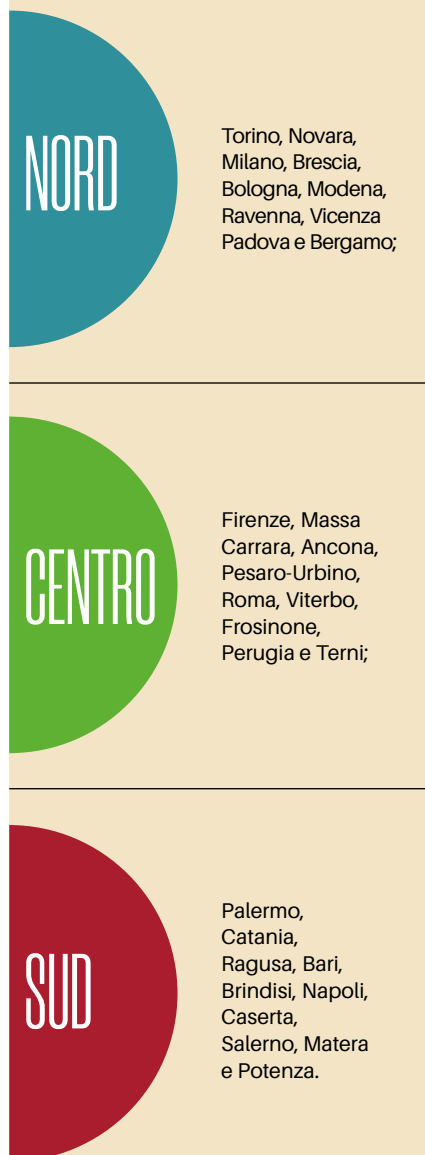 NORD
Torino, Novara,
Milano, Brescia,
Bologna, Modena,
Ravenna, Vicenza
Padova e Bergamo;
CENTRO
Firenze, Massa
Carrara, Ancona,
Pesaro-Urbino,
Roma, Viterbo,
Frosinone,
Perugia e Terni;
SUD
Palermo,
Catania,
Ragusa, Bari,
Brindisi, Napoli,
Caserta,
Salerno, Matera
e Potenza.